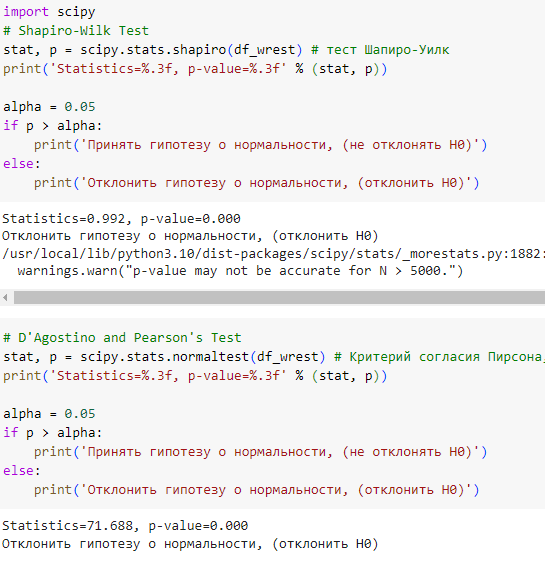 import scipy
# Shapiro-Wilk Test
stat, p = scipy.stats.shapiro(df_wrest) # тест Шапиро-Уилк
print('Statistics=%.3f, p-value=%.3f' % (stat, p))
alpha = 0.05
if p > alpha:
    print('Принять гипотезу о нормальности, (не отклонять H0)')
else:
    print('Отклонить гипотезу о нормальности, (отклонить H0)')
Statistics=0.992, p-value=0.000
Отклонить гипотезу о нормальности, (отклонить H0)
/usr/local/lib/python3.10/dist-packages/scipy/stats/_morestats.py:1882:
  warnings.warn("p-value may not be accurate for N > 5000.")
# D'Agostino and Pearson's Test
stat, p = scipy.stats.normaltest(df_wrest) # Критерий согласия Пирсона,
print('Statistics=%.3f, p-value=%.3f' % (stat, p))
alpha = 0.05
if p > alpha:
    print('Принять гипотезу о нормальности, (не отклонять H0)')
else:
    print('Отклонить гипотезу о нормальности, (отклонить H0)')
Statistics=71.688, p-value=0.000
Отклонить гипотезу о нормальности, (отклонить H0)